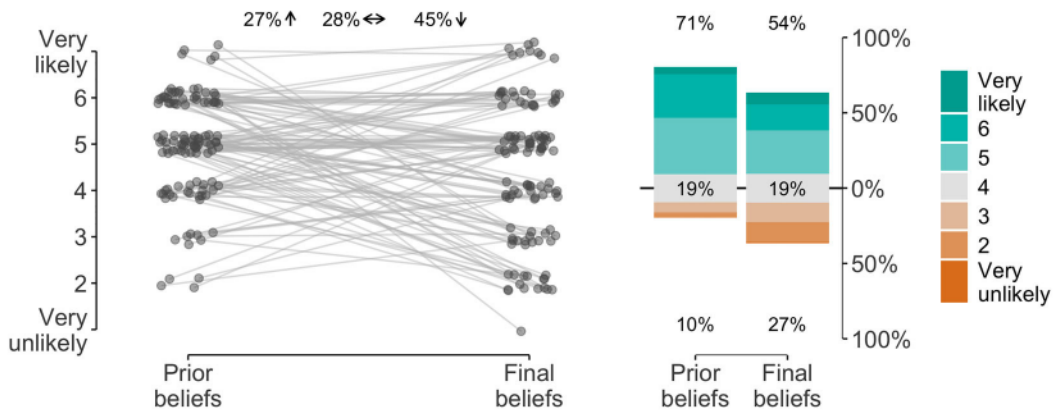 27%↑ 28%↔ 45%↓
Very
likely
6
5
4
3
2
Very
unlikely
Prior
beliefs
Final
beliefs
71% 54%
19% 19%
10% 27%
Prior
beliefs
Final
beliefs
100%
50%
0%
50%
100%
Very
likely
6
5
4
3
2
Very
unlikely